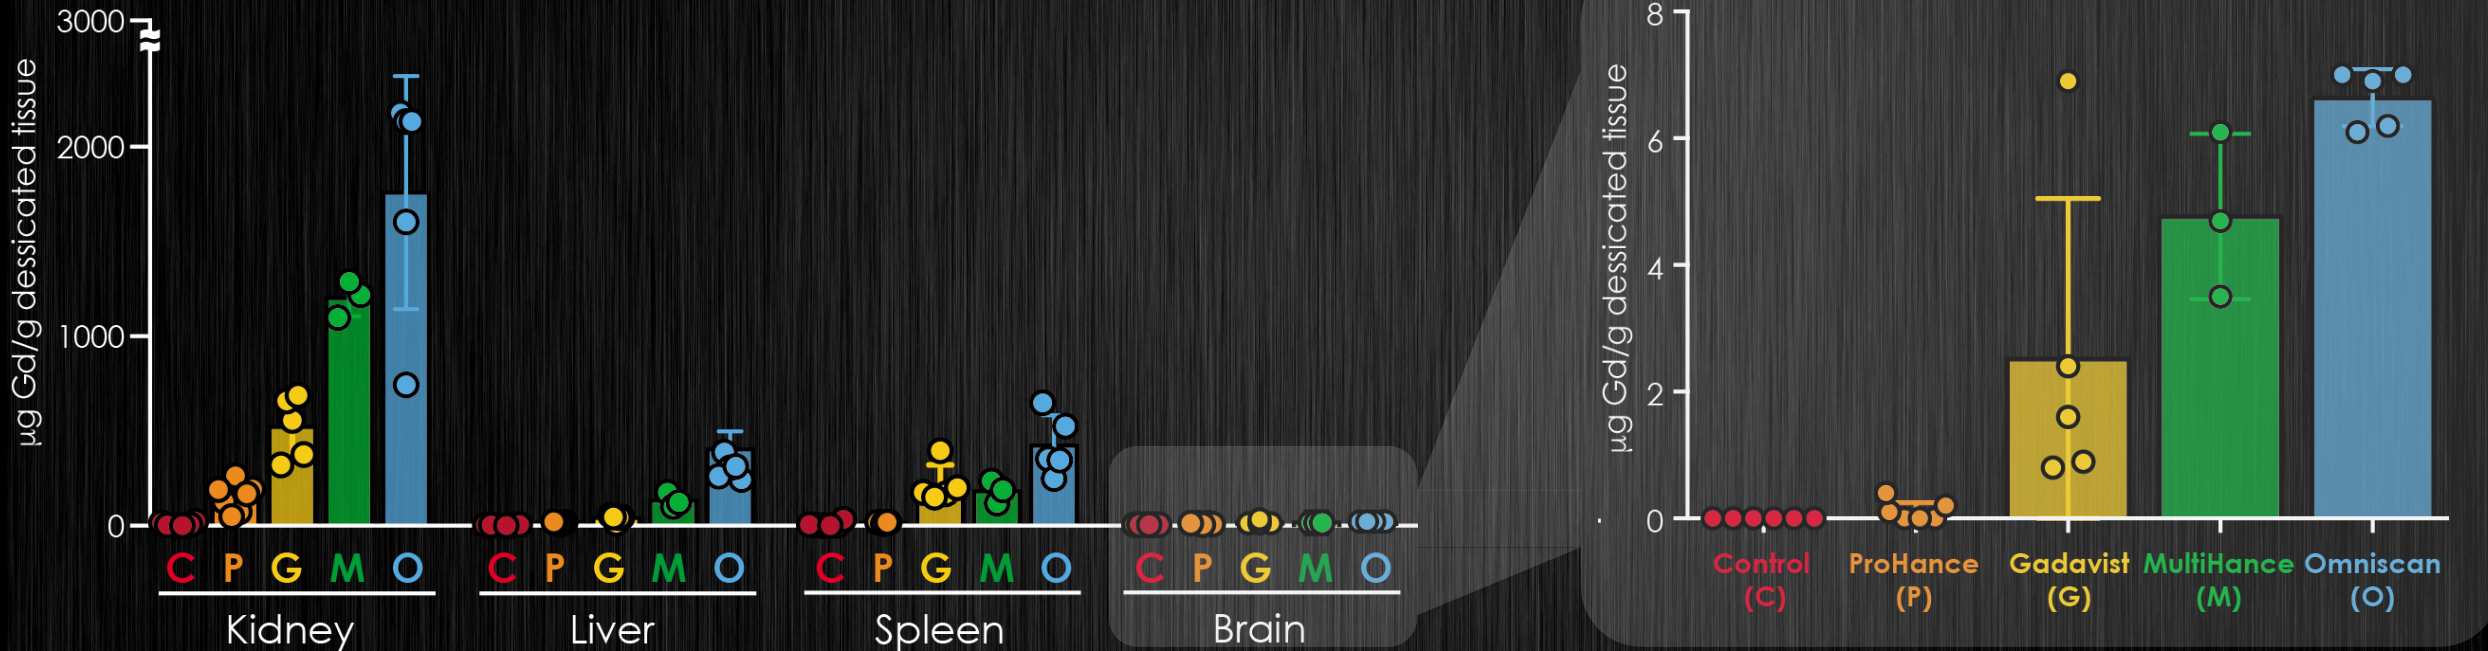 3000
2000
1000
0
µg Gd/g dessicated tissue
C P G M O
Kidney
C P G M O
Liver
C P G M O
Spleen
C P G M O
Brain
8
6
4
2
0
µg Gd/g dessicated tissue
Control
(C)
ProHance
(P)
Gadavist
(G)
MultiHance
(M)
Omniscan
(O)